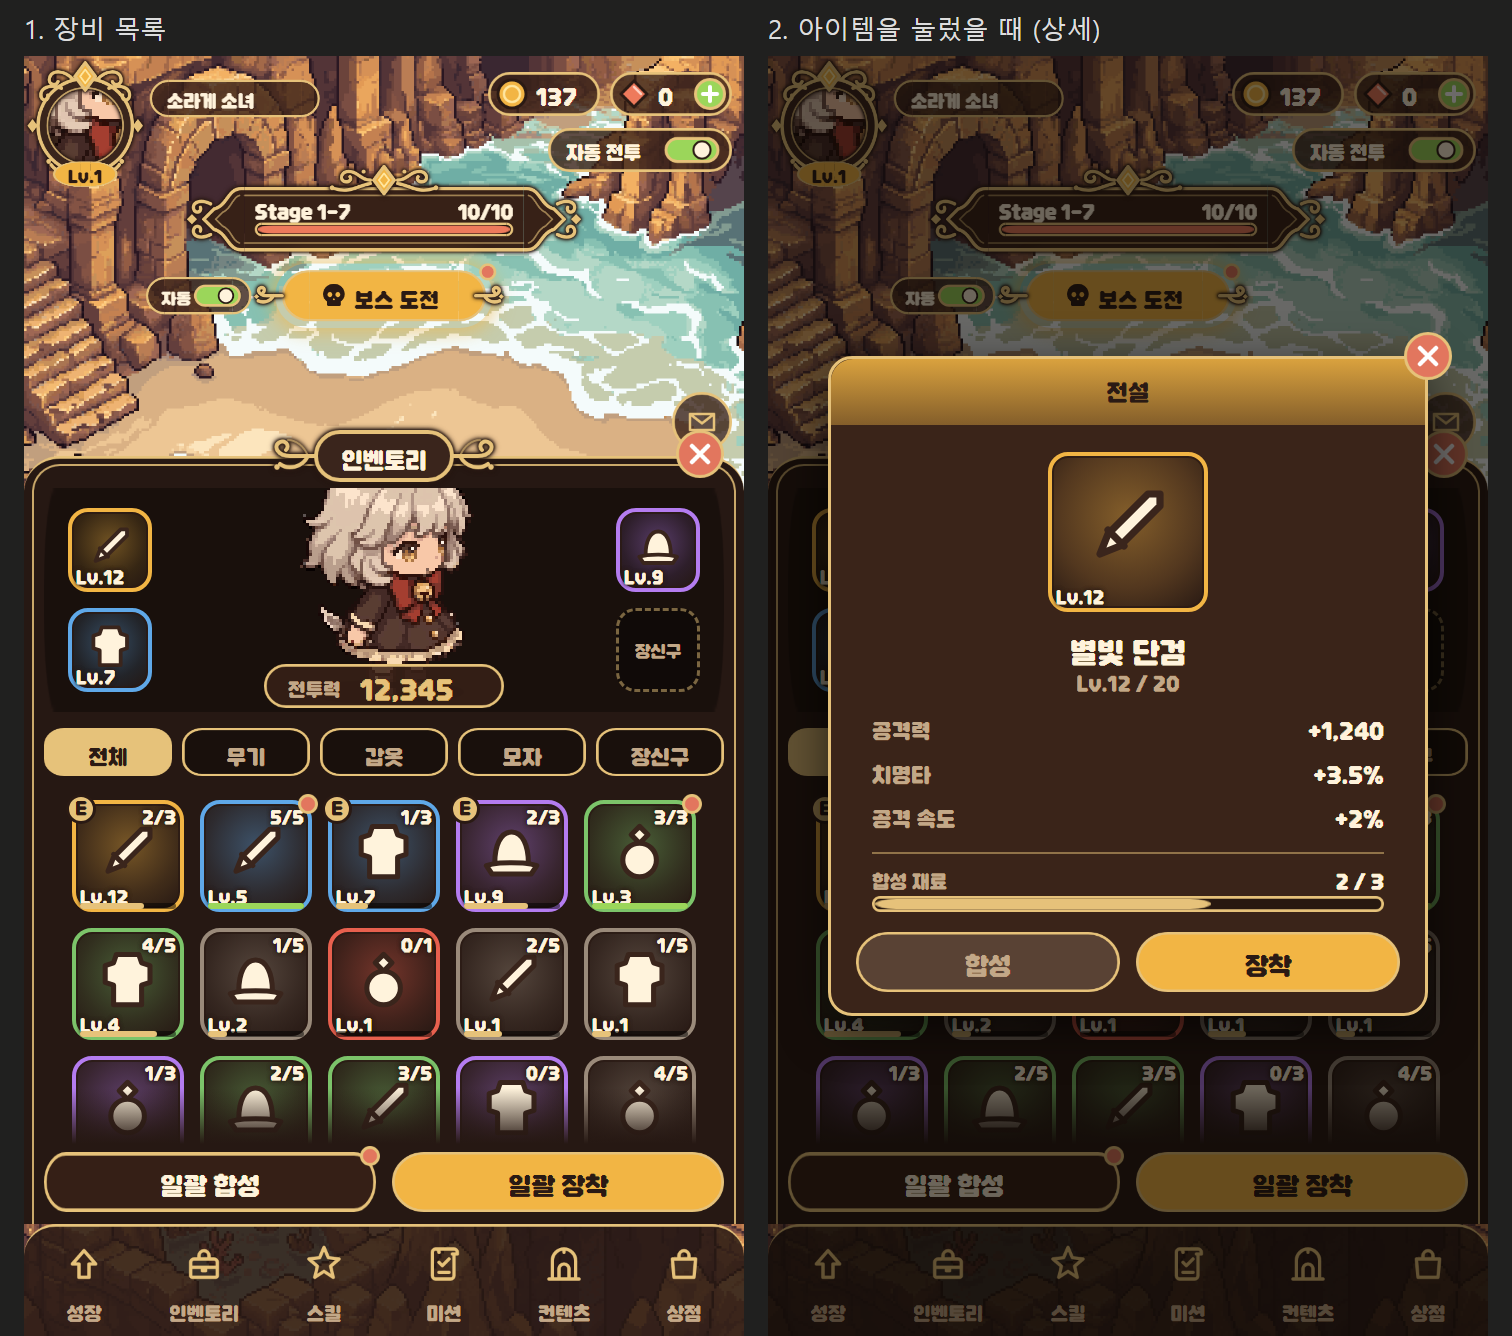 1. 장비 목록
소라게 소녀
137
0
자동 전투
Lv.1
Stage 1-7 10/10
자동
보스 도전
인벤토리
Lv.12
Lv.9
Lv.7
장신구
전투력 12,345
전체 무기 갑옷 모자 장신구
E 2/3 5/5 E 1/3 E 2/3 3/3
Lv.12 Lv.5 Lv.7 Lv.9 Lv.3
4/5 1/5 0/1 2/5 1/5
Lv.4 Lv.2 Lv.1 Lv.1 Lv.1
1/3 2/5 3/5 0/3 4/5
일괄 합성 일괄 장착
성장 인벤토리 스킬 미션 컨텐츠 상점
2. 아이템을 눌렀을 때 (상세)
소라게 소녀
137
0
자동 전투
Lv.1
Stage 1-7 10/10
자동
보스 도전
전설
Lv.12
별빛 단검
Lv.12 / 20
공격력 +1,240
치명타 +3.5%
공격 속도 +2%
합성 재료 2 / 3
합성 장착
Lv.4 Lv.2 Lv.1 Lv.1 Lv.1
1/3 2/5 3/5 0/3 4/5
일괄 합성 일괄 장착
성장 인벤토리 스킬 미션 컨텐츠 상점